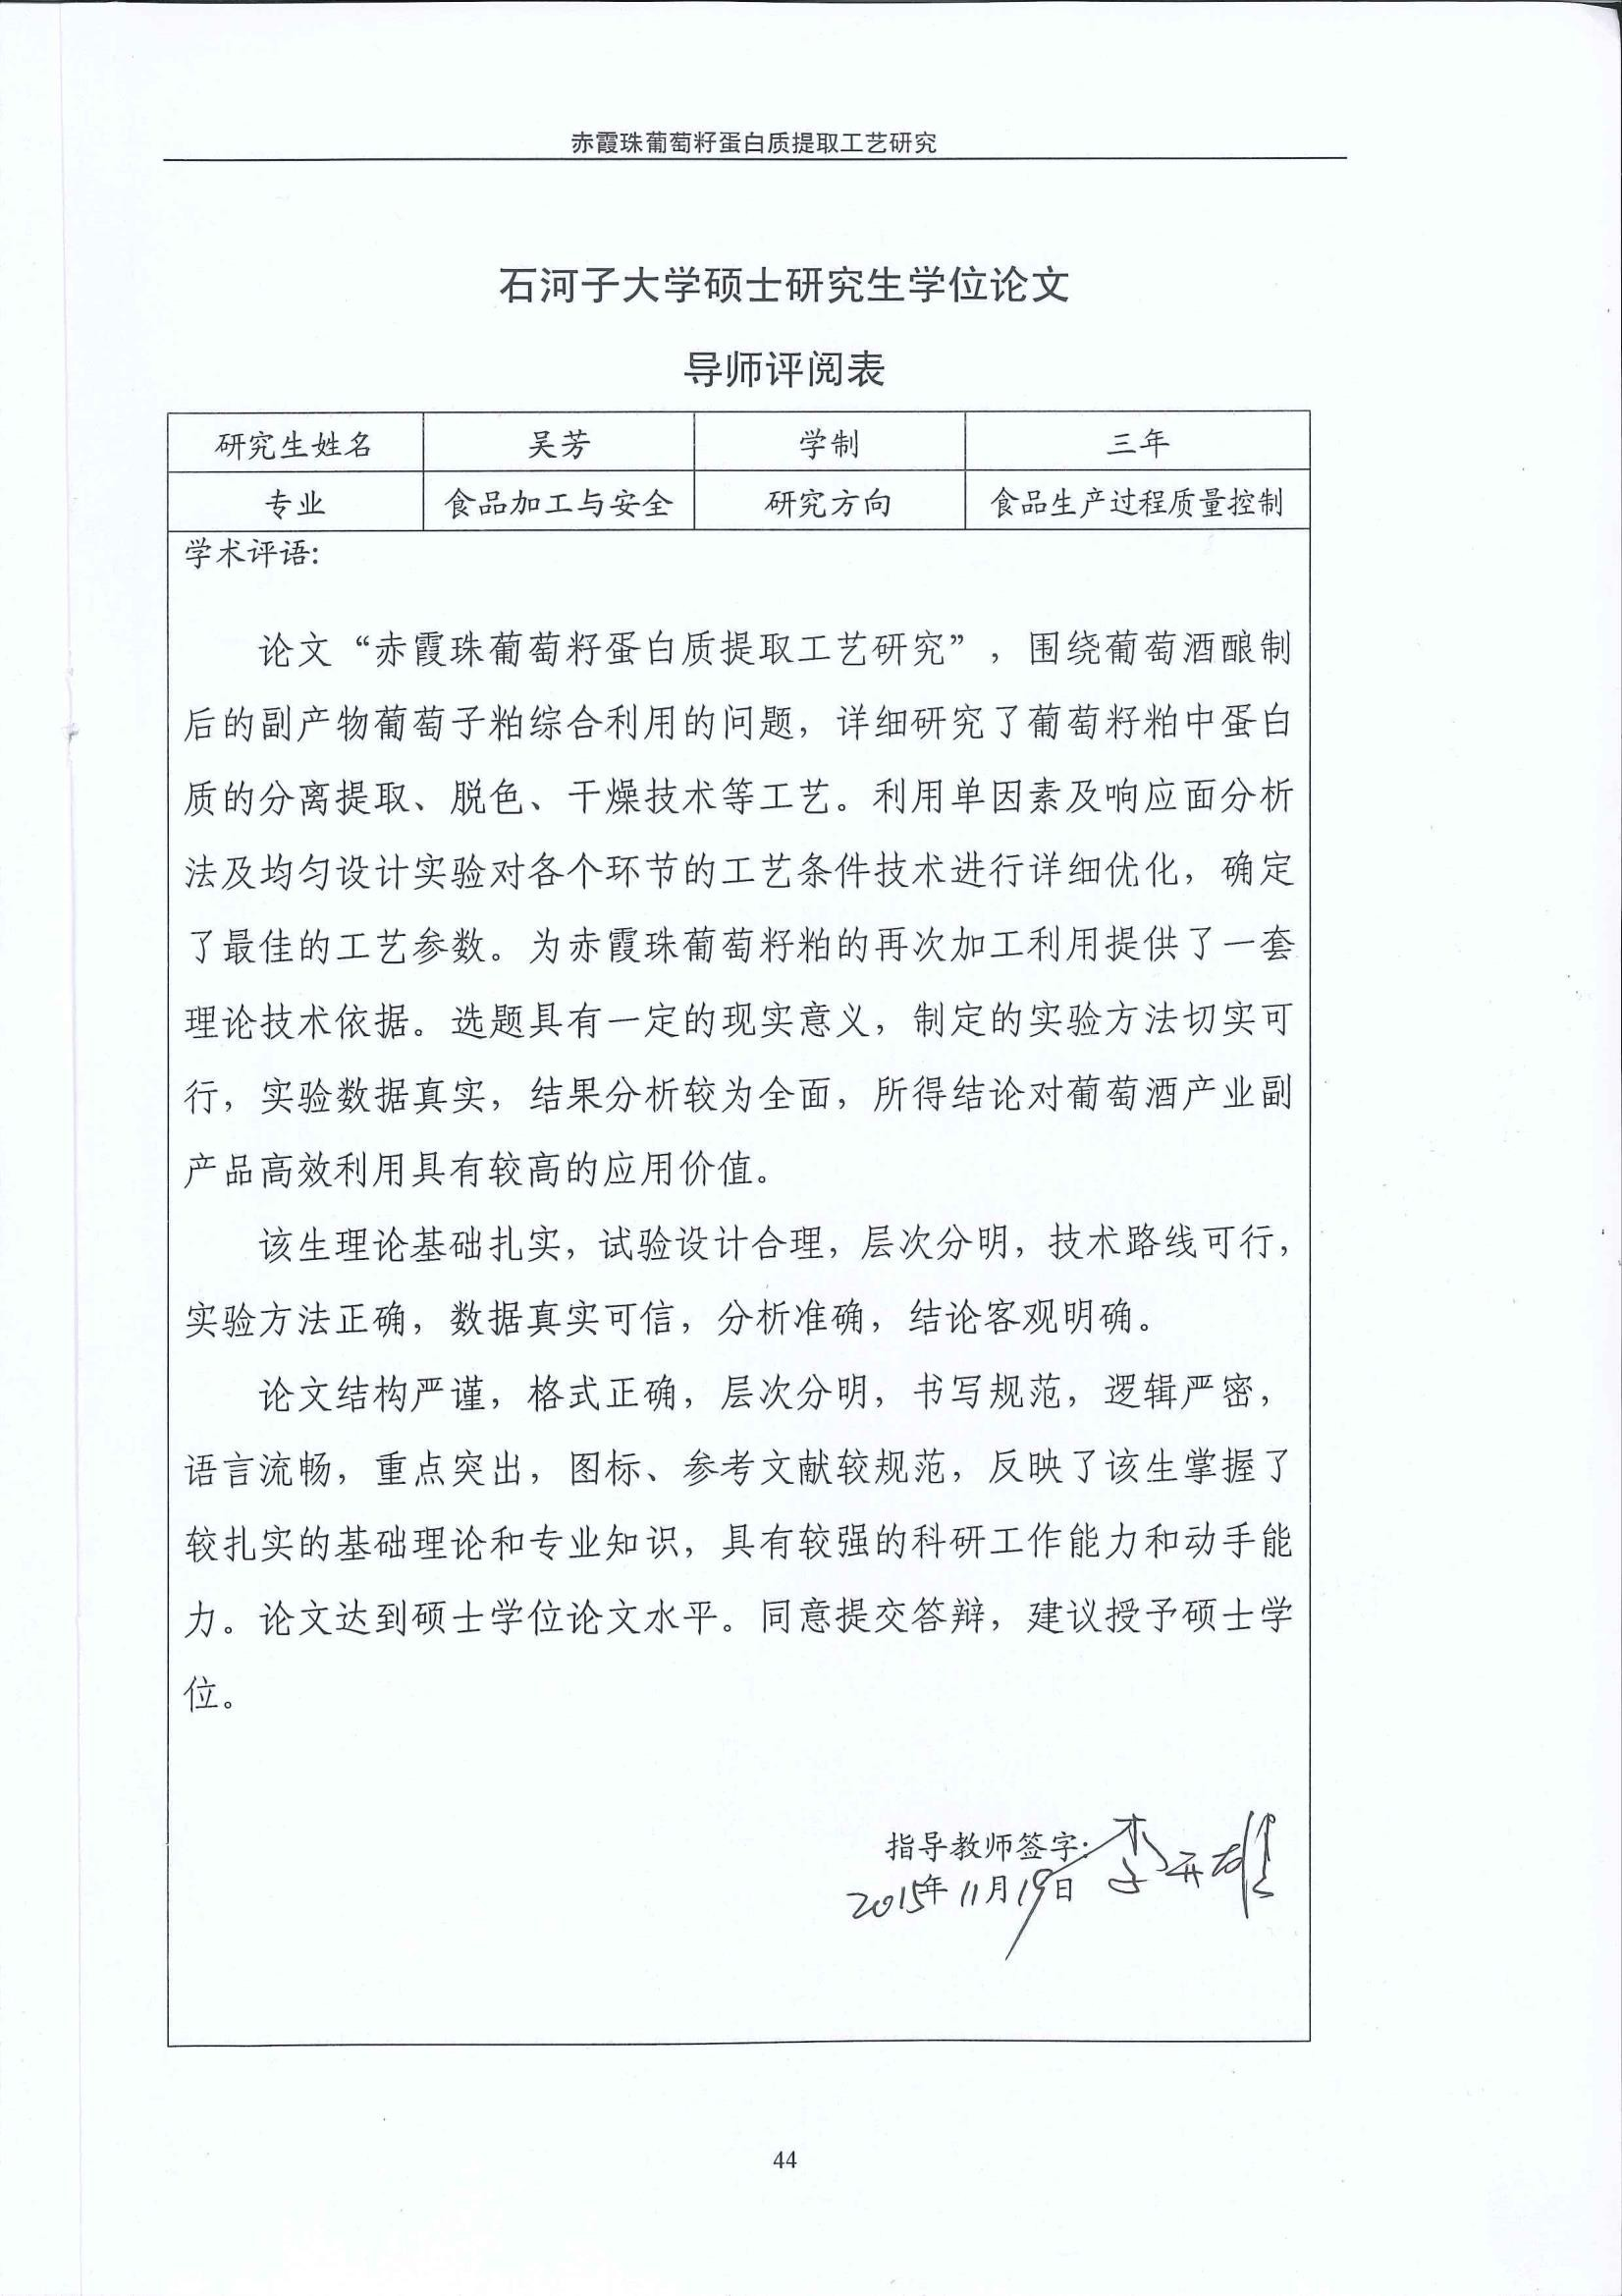 赤霞珠葡萄籽蛋白质提取工艺研究
石河子大学硕士研究生学位论文
导师评阅表
研究生姓名 吴芳 学制 三年
专业 食品加工与安全 研究方向 食品生产过程质量控制
学术评语:
论文“赤霞珠葡萄籽蛋白质提取工艺研究”，围绕葡萄酒酿制
后的副产物葡萄子粕综合利用的问题，详细研究了葡萄籽粕中蛋白
质的分离提取、脱色、干燥技术等工艺。利用单因素及响应面分析
法及均匀设计实验对各个环节的工艺条件技术进行详细优化，确定
了最佳的工艺参数。为赤霞珠葡萄籽粕的再次加工利用提供了一套
理论技术依据。选题具有一定的现实意义，制定的实验方法切实可
行，实验数据真实，结果分析较为全面，所得结论对葡萄酒产业副
产品高效利用具有较高的应用价值。
该生理论基础扎实，试验设计合理，层次分明，技术路线可行，
实验方法正确，数据真实可信，分析准确，结论客观明确。
论文结构严谨，格式正确，层次分明，书写规范，逻辑严密，
语言流畅，重点突出，图标、参考文献较规范，反映了该生掌握了
较扎实的基础理论和专业知识，具有较强的科研工作能力和动手能
力。论文达到硕士学位论文水平。同意提交答辩，建议授予硕士学
位。
指导教师签字: 李开雄
2015年11月19日
44